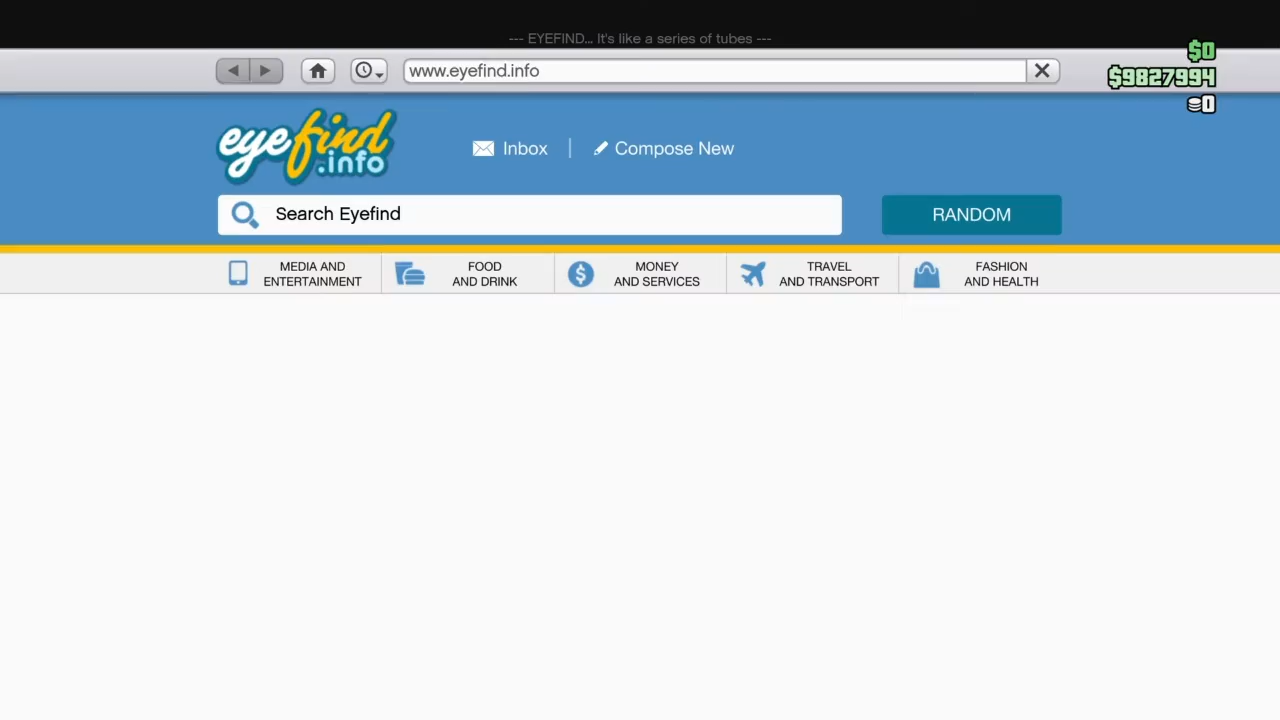 --- EYEFIND... It's like a series of tubes ---
$0
www.eyefind.info
$9827994
0
eyefind
.info
Inbox | Compose New
Search Eyefind
RANDOM
MEDIA AND
ENTERTAINMENT
FOOD
AND DRINK
MONEY
AND SERVICES
TRAVEL
AND TRANSPORT
FASHION
AND HEALTH